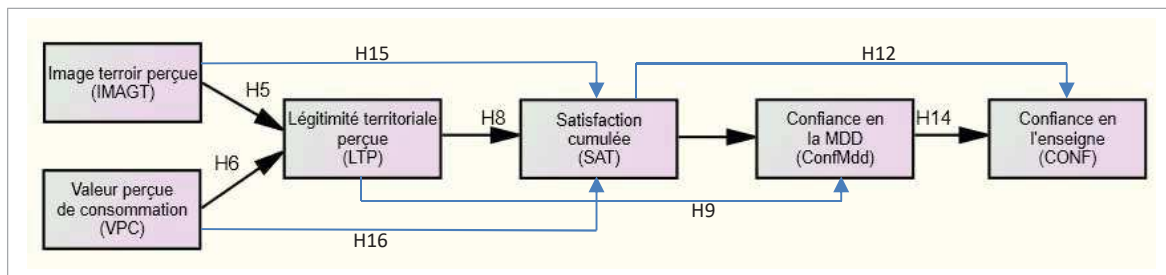 H15
H12
Image terroir perçue
(IMAGT)
H5
Légitimité territoriale
perçue
(LTP)
H8
Satisfaction
cumulée
(SAT)
Confiance en
la MDD
(ConfMdd)
H14
Confiance en
l'enseigne
(CONF)
H6
Valeur perçue
de consommation
(VPC)
H9
H16